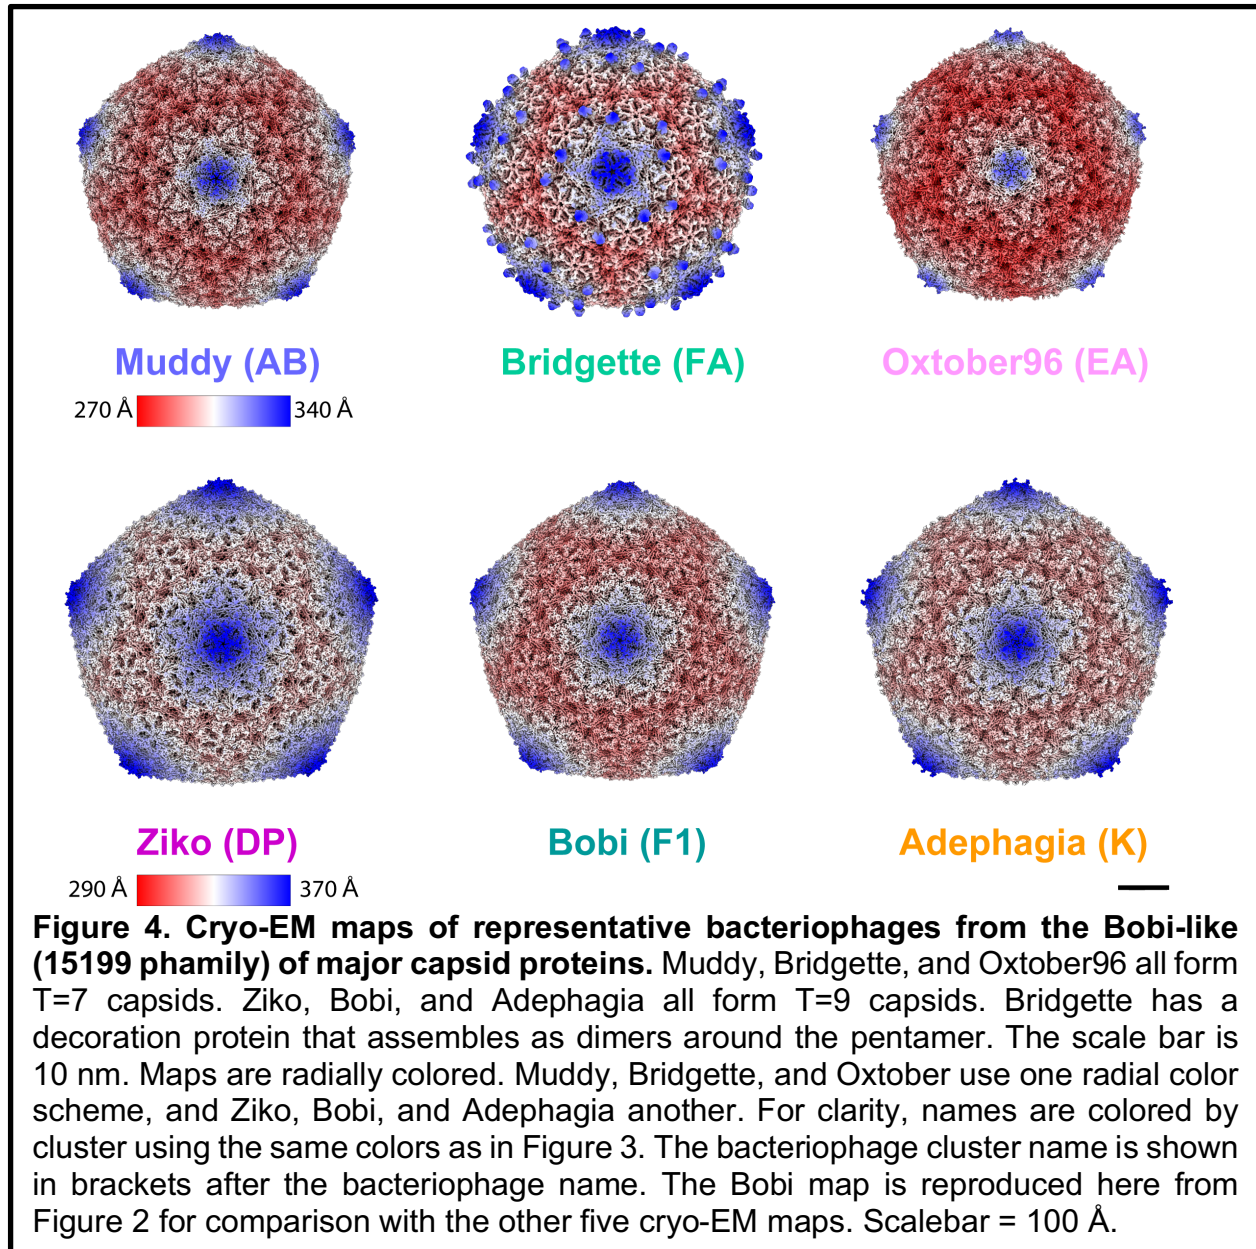 Muddy (AB)
Bridgette (FA)
Oxtober96 (EA)
270 Å
340 Å
Ziko (DP)
Bobi (F1)
Adephagia (K)
290 Å
370 Å
Figure 4. Cryo-EM maps of representative bacteriophages from the Bobi-like
(15199 phamily) of major capsid proteins. Muddy, Bridgette, and Oxtober96 all form
T=7 capsids. Ziko, Bobi, and Adephagia all form T=9 capsids. Bridgette has a
decoration protein that assembles as dimers around the pentamer. The scale bar is
10 nm. Maps are radially colored. Muddy, Bridgette, and Oxtober use one radial color
scheme, and Ziko, Bobi, and Adephagia another. For clarity, names are colored by
cluster using the same colors as in Figure 3. The bacteriophage cluster name is shown
in brackets after the bacteriophage name. The Bobi map is reproduced here from
Figure 2 for comparison with the other five cryo-EM maps. Scalebar = 100 Å.